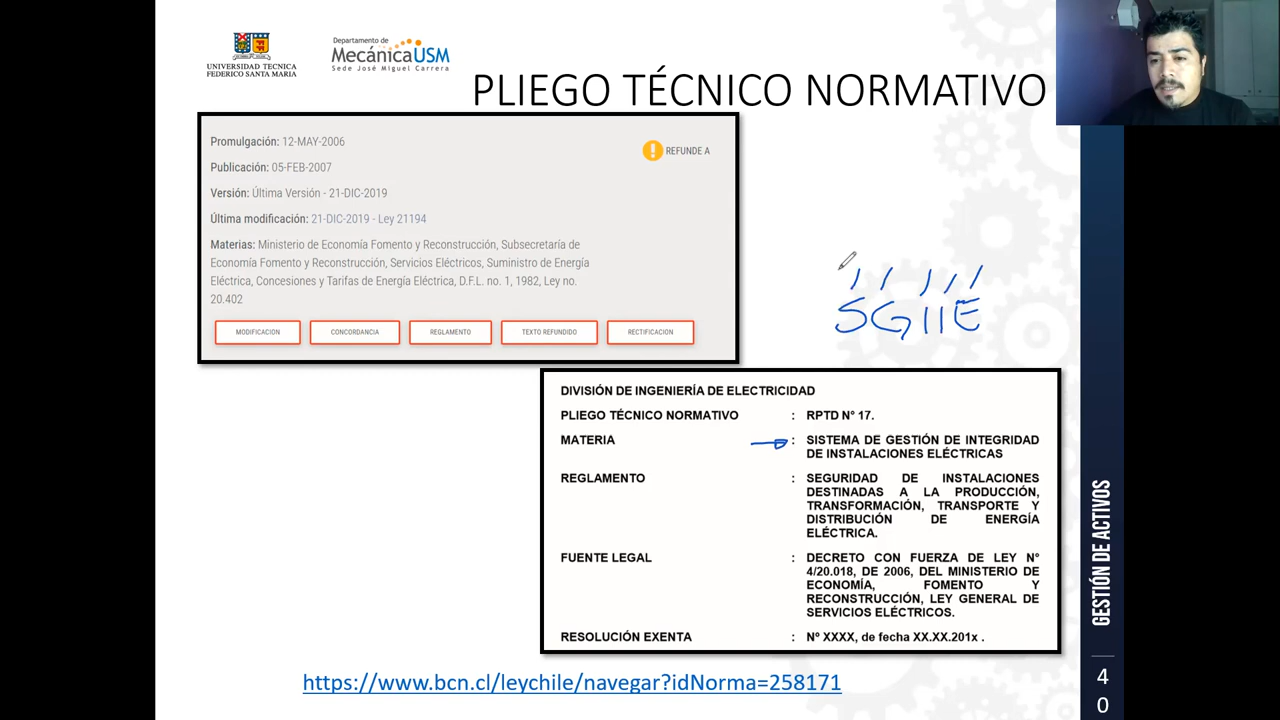 UNIVERSIDAD TECNICA
FEDERICO SANTA MARIA
Departamento de
MecánicaUSM
Sede José Miguel Carrera
PLIEGO TÉCNICO NORMATIVO
Promulgación: 12-MAY-2006
REFUNDE A
Publicación: 05-FEB-2007
Versión: Última Versión - 21-DIC-2019
Última modificación: 21-DIC-2019 - Ley 21194
Materias: Ministerio de Economía Fomento y Reconstrucción, Subsecretaría de
Economía Fomento y Reconstrucción, Servicios Eléctricos, Suministro de Energía
Eléctrica, Concesiones y Tarifas de Energía Eléctrica, D.F.L. no. 1, 1982, Ley no.
20.402
MODIFICACION CONCORDANCIA REGLAMENTO TEXTO REFUNDIDO RECTIFICACION
SGIIE
DIVISIÓN DE INGENIERÍA DE ELECTRICIDAD
PLIEGO TÉCNICO NORMATIVO : RPTD N° 17.
MATERIA : SISTEMA DE GESTIÓN DE INTEGRIDAD
DE INSTALACIONES ELÉCTRICAS
REGLAMENTO : SEGURIDAD DE INSTALACIONES
DESTINADAS A LA PRODUCCIÓN,
TRANSFORMACIÓN, TRANSPORTE Y
DISTRIBUCIÓN DE ENERGÍA
ELÉCTRICA.
FUENTE LEGAL : DECRETO CON FUERZA DE LEY N°
4/20.018, DE 2006, DEL MINISTERIO DE
ECONOMÍA, FOMENTO Y
RECONSTRUCCIÓN, LEY GENERAL DE
SERVICIOS ELÉCTRICOS.
RESOLUCIÓN EXENTA : Nº XXXX, de fecha XX.XX.201x .
https://www.bcn.cl/leychile/navegar?idNorma=258171
GESTIÓN DE ACTIVOS
4
0